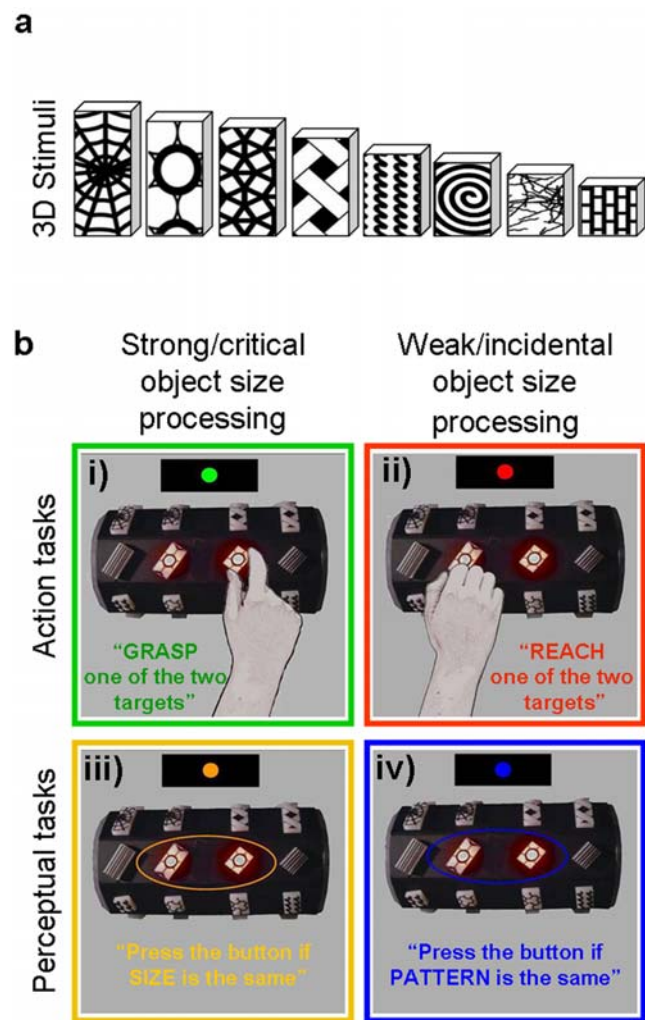 a
3D Stimuli
b
Strong/critical
object size
processing
Weak/incidental
object size
processing
Action tasks
i)
“GRASP
one of the two
targets”
ii)
“REACH
one of the two
targets”
Perceptual tasks
iii)
“Press the button if
SIZE is the same”
iv)
“Press the button if
PATTERN is the same”